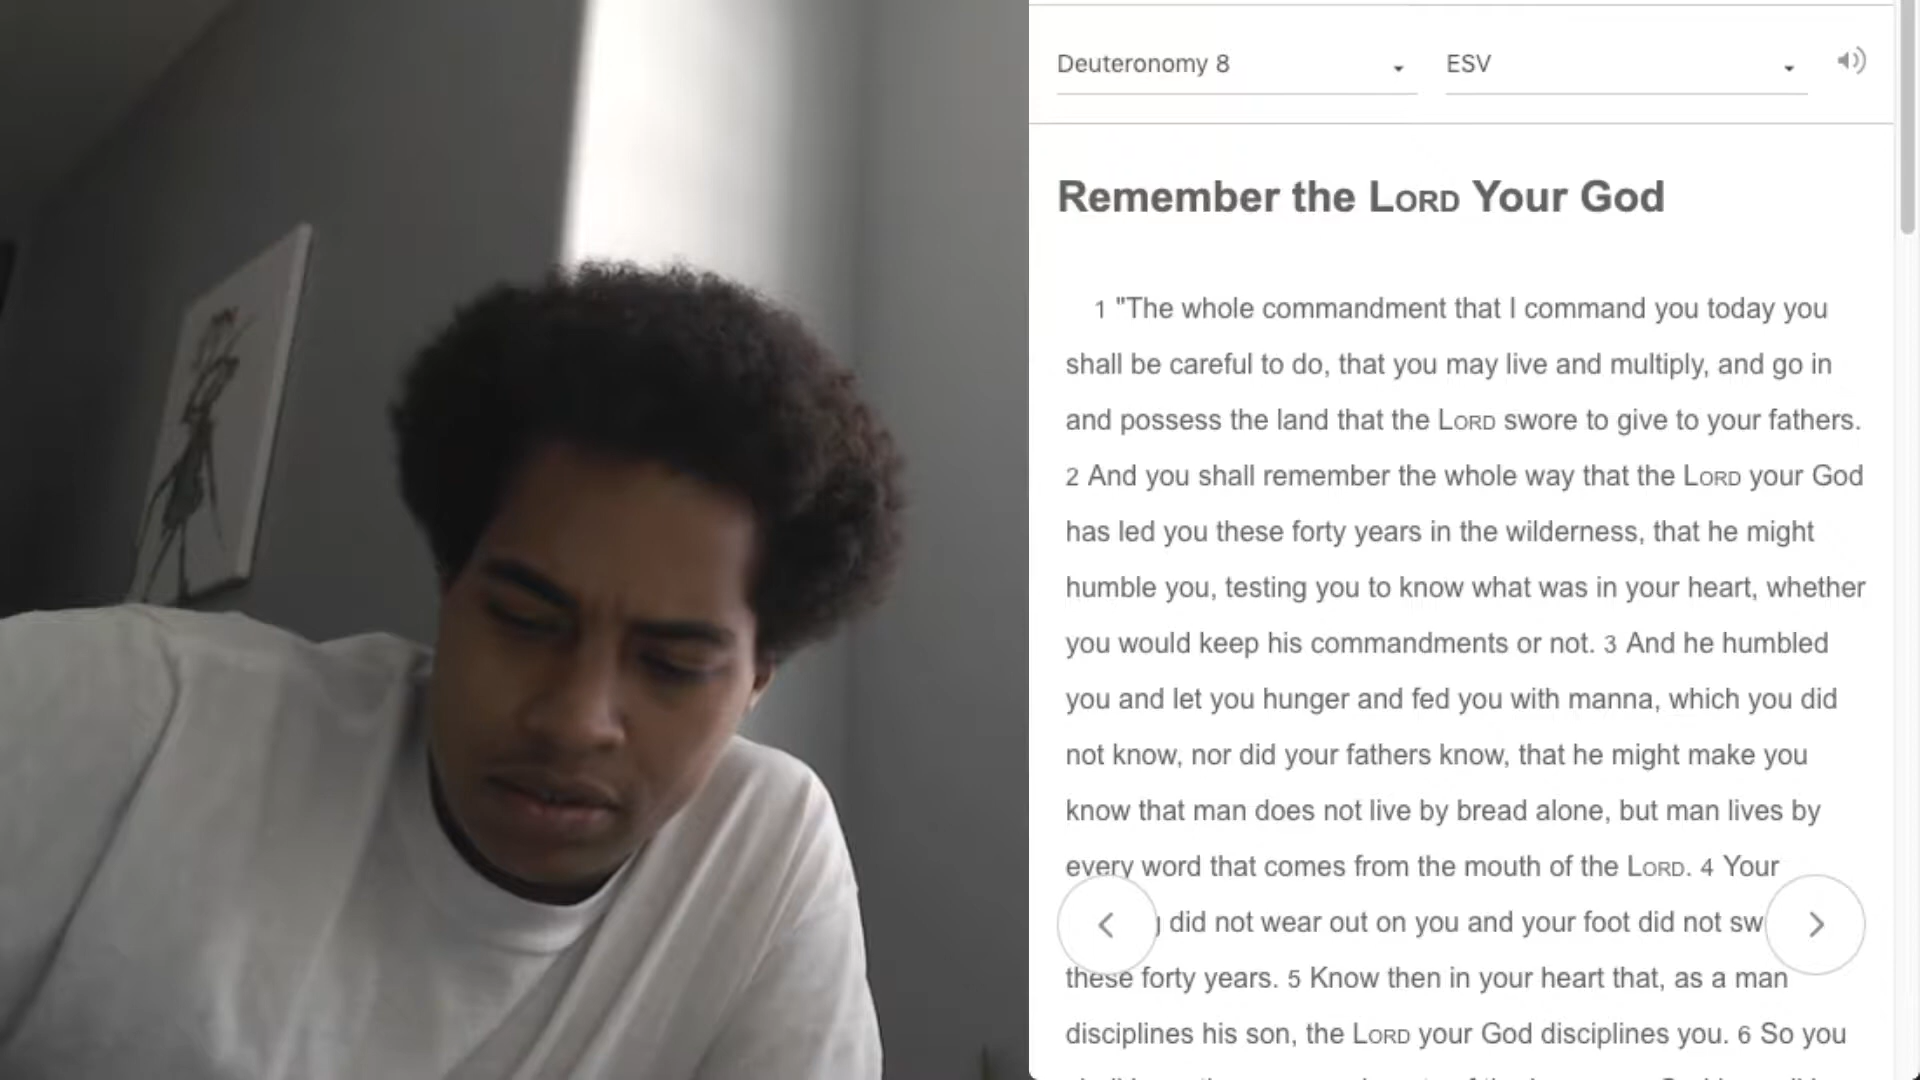 Deuteronomy 8
ESV
Remember the LORD Your God
1 "The whole commandment that I command you today you
shall be careful to do, that you may live and multiply, and go in
and possess the land that the LORD swore to give to your fathers.
2 And you shall remember the whole way that the LORD your God
has led you these forty years in the wilderness, that he might
humble you, testing you to know what was in your heart, whether
you would keep his commandments or not. 3 And he humbled
you and let you hunger and fed you with manna, which you did
not know, nor did your fathers know, that he might make you
know that man does not live by bread alone, but man lives by
every word that comes from the mouth of the LORD. 4 Your
did not wear out on you and your foot did not sw
these forty years. 5 Know then in your heart that, as a man
disciplines his son, the LORD your God disciplines you. 6 So you